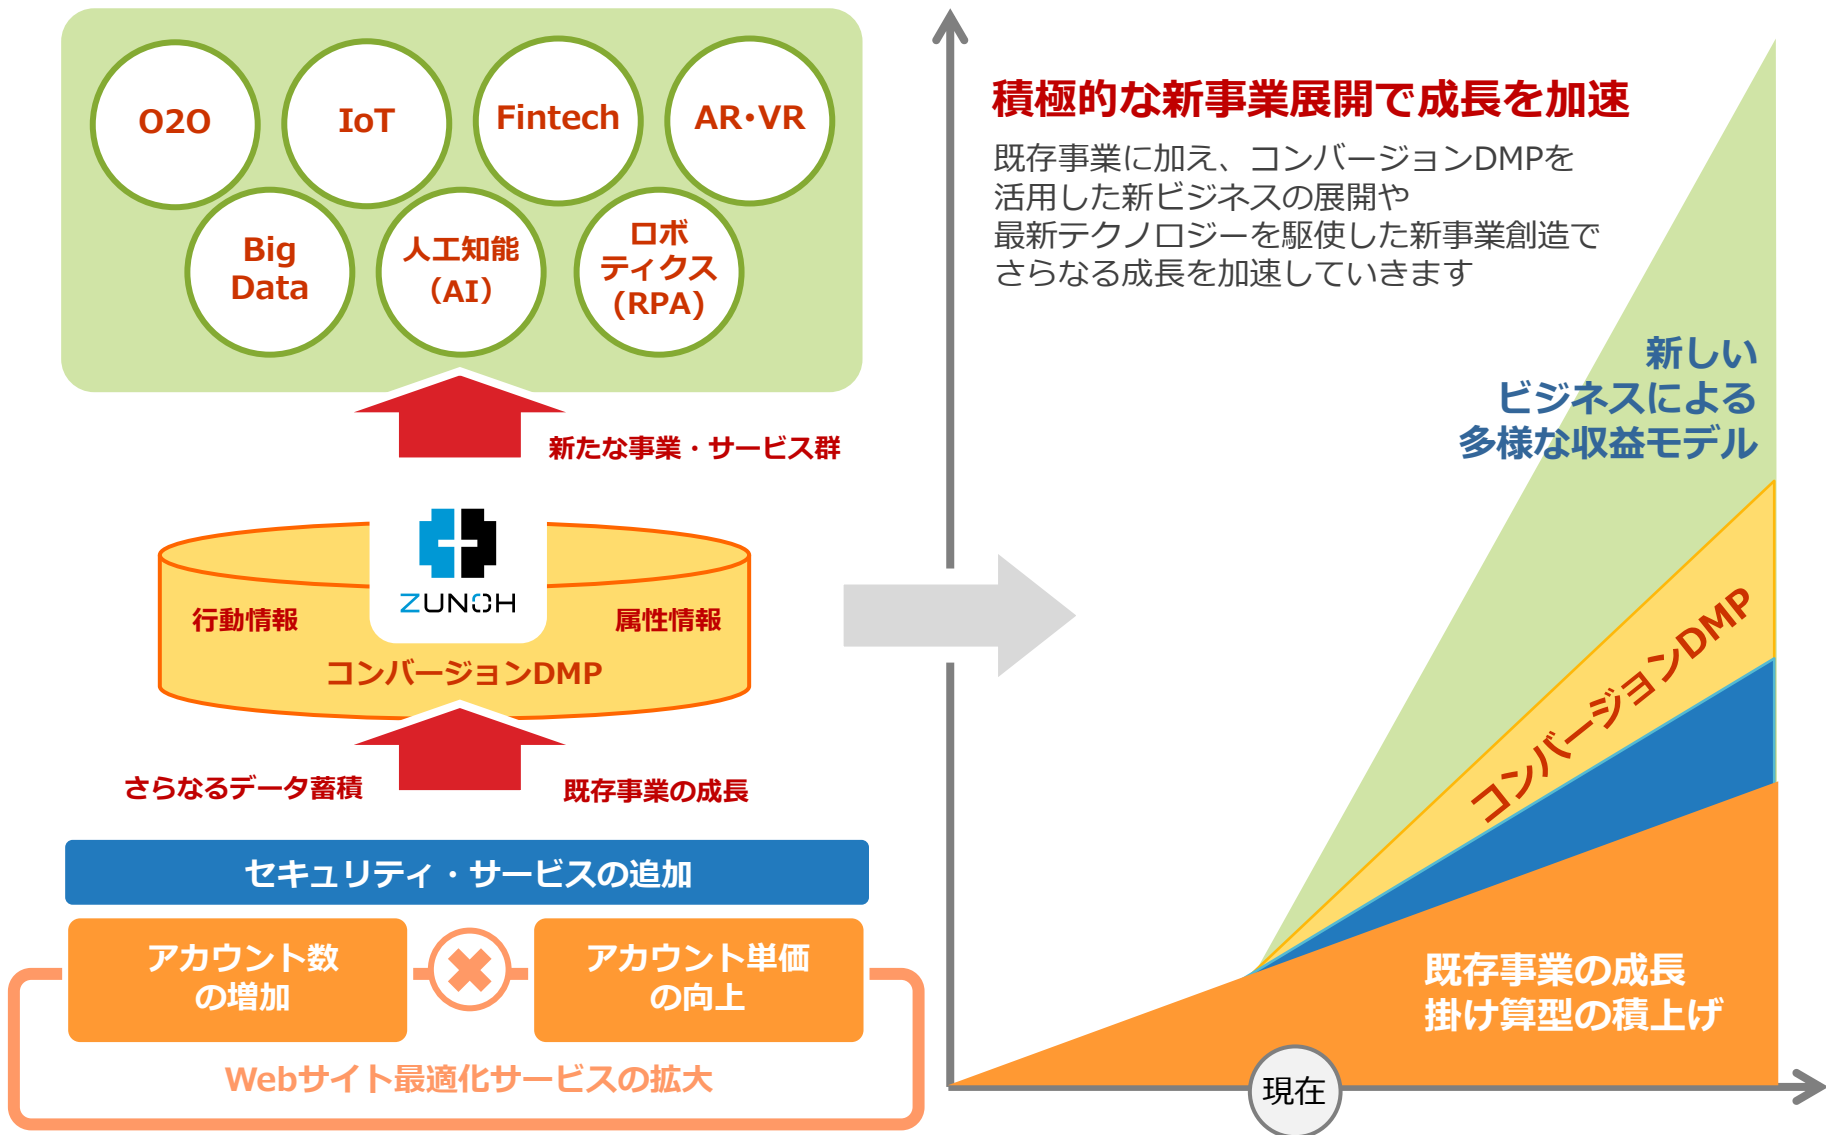 O2O
IoT
Fintech
AR・VR
Big
Data
人工知能
（AI）
ロボ
ティクス
(RPA)
新たな事業・サービス群
ZUNOH
行動情報
属性情報
コンバージョンDMP
さらなるデータ蓄積
既存事業の成長
セキュリティ・サービスの追加
アカウント数
の増加
アカウント単価
の向上
Webサイト最適化サービスの拡大
積極的な新事業展開で成長を加速
既存事業に加え、コンバージョンDMPを
活用した新ビジネスの展開や
最新テクノロジーを駆使した新事業創造で
さらなる成長を加速していきます
新しい
ビジネスによる
多様な収益モデル
コンバージョンDMP
既存事業の成長
掛け算型の積上げ
現在